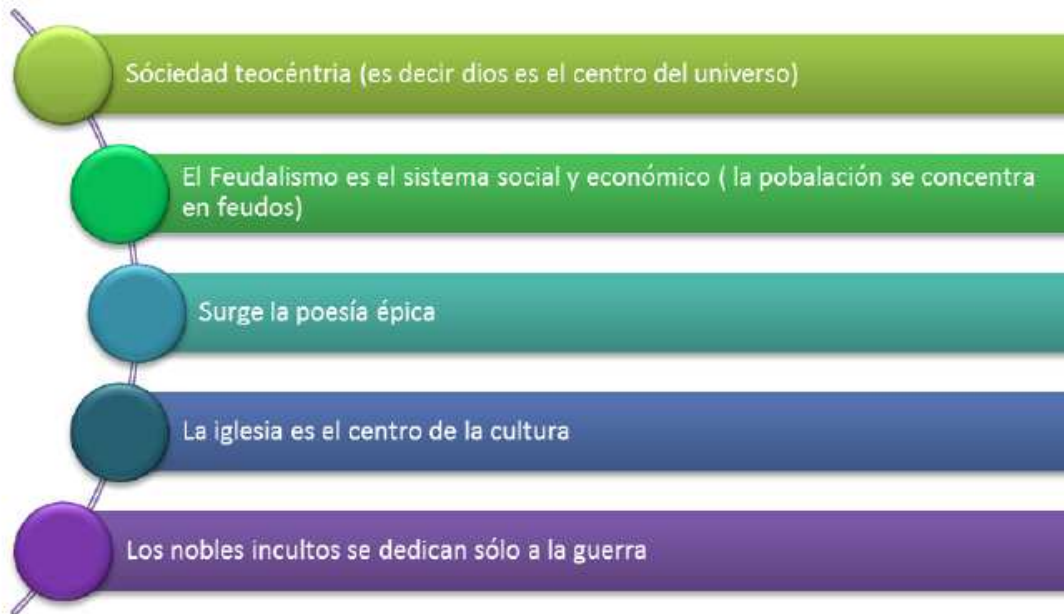 Sóciedad teocéntria (es decir dios es el centro del universo)
El Feudalismo es el sistema social y económico ( la pobalación se concentra
en feudos)
Surge la poesía épica
La iglesia es el centro de la cultura
Los nobles incultos se dedican sólo a la guerra